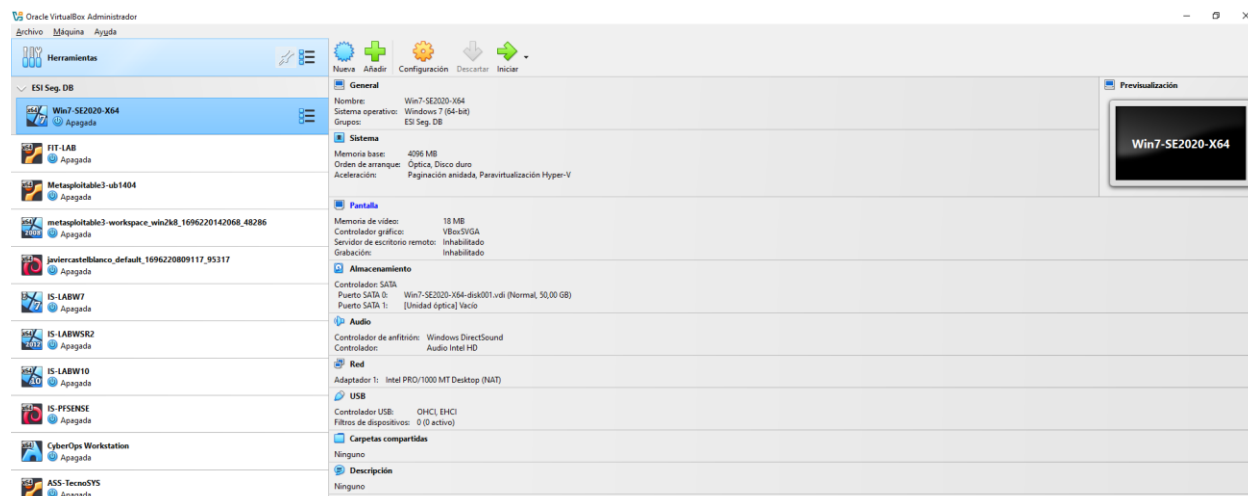 Oracle VirtualBox Administrador
Archivo Máquina Ayuda
Herramientas
Nueva Añadir Configuración Descartar Iniciar
ESI Seg. DB
Win7-SE2020-X64
Apagada
FIT-LAB
Apagada
Metasploitable3-ub1404
Apagada
metasploitable3-workspace_win2k8_1696220142068_48286
Apagada
javiercastelblanco_default_1696220809117_95317
Apagada
IS-LABW7
Apagada
IS-LABWSR2
Apagada
IS-LABW10
Apagada
IS-PFSENSE
Apagada
CyberOps Workstation
Apagada
ASS-TecnoSYS
Apagada
General
Nombre: Win7-SE2020-X64
Sistema operativo: Windows 7 (64-bit)
Grupos: ESI Seg. DB
Sistema
Memoria base: 4096 MB
Orden de arranque: Óptica, Disco duro
Aceleración: Paginación anidada, Paravirtualización Hyper-V
Pantalla
Memoria de vídeo: 18 MB
Controlador gráfico: VBoxSVGA
Servidor de escritorio remoto: Inhabilitado
Grabación: Inhabilitado
Almacenamiento
Controlador: SATA
Puerto SATA 0: Win7-SE2020-X64-disk001.vdi (Normal, 50,00 GB)
Puerto SATA 1: [Unidad óptica] Vacío
Audio
Controlador de anfitrión: Windows DirectSound
Controlador: Audio Intel HD
Red
Adaptador 1: Intel PRO/1000 MT Desktop (NAT)
USB
Controlador USB: OHCI, EHCI
Filtros de dispositivos: 0 (0 activo)
Carpetas compartidas
Ninguno
Descripción
Ninguno
Previsualización
Win7-SE2020-X64